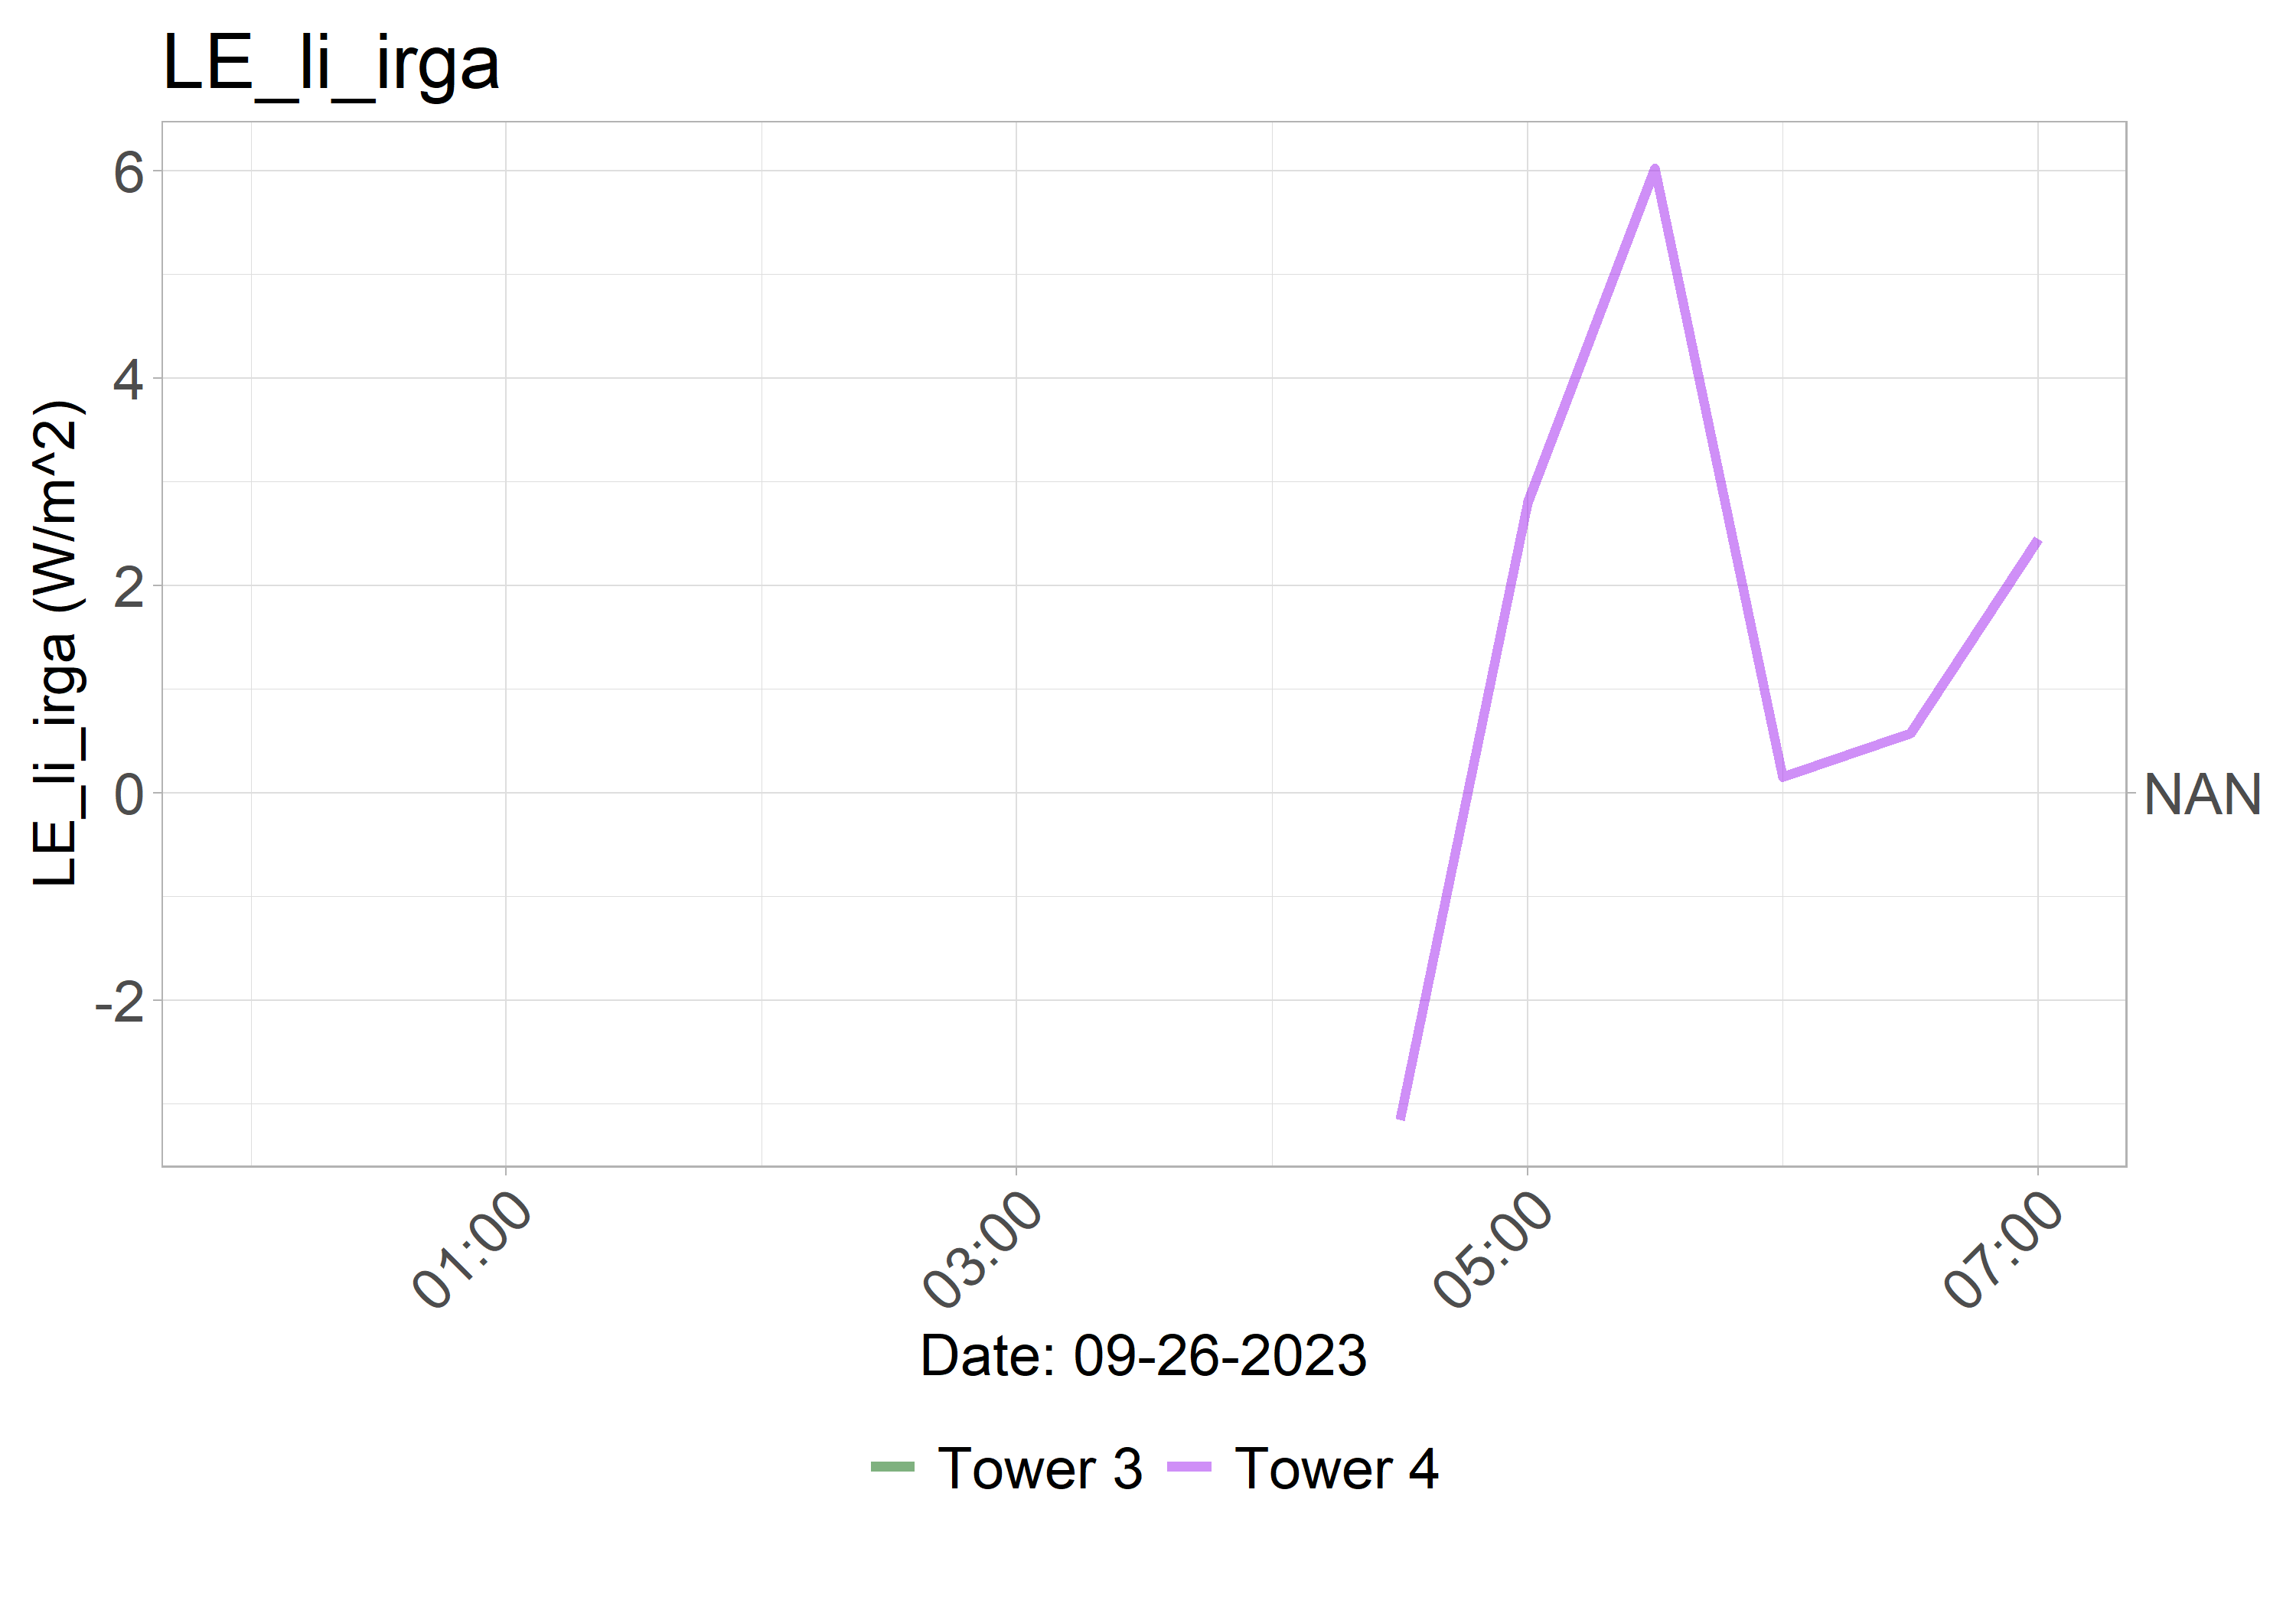 LE_li_irga
LE_li_irga (W/m^2)
6
4
2
0
-2
NAN
01:00
03:00
05:00
07:00
Date: 09-26-2023
Tower 3
Tower 4